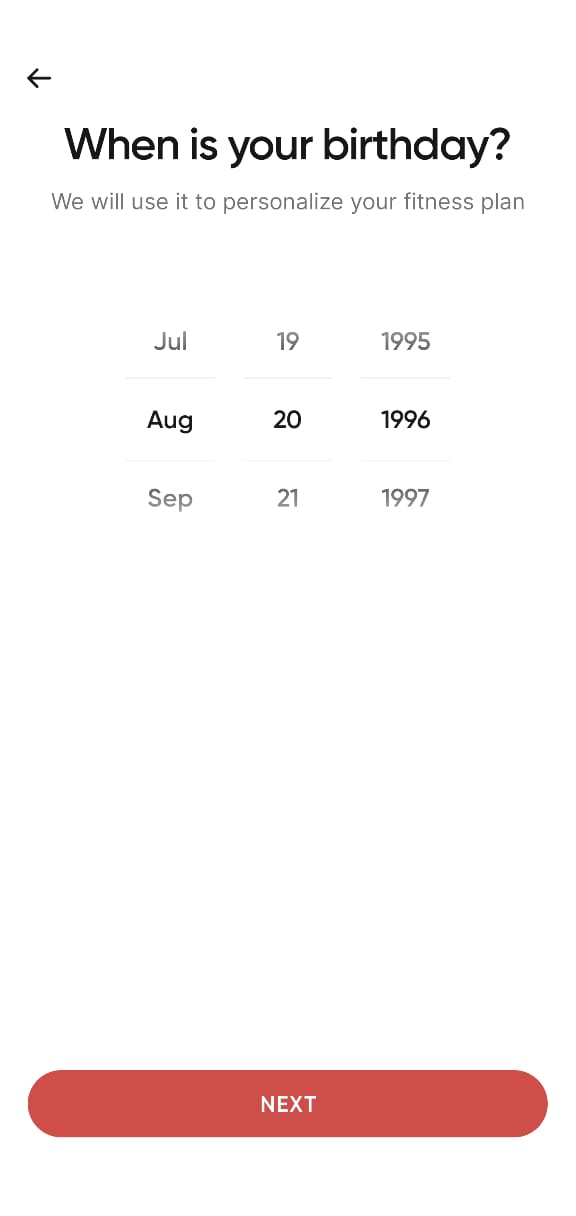 When is your birthday?
We will use it to personalize your fitness plan
Jul 19 1995
Aug 20 1996
Sep 21 1997
NEXT